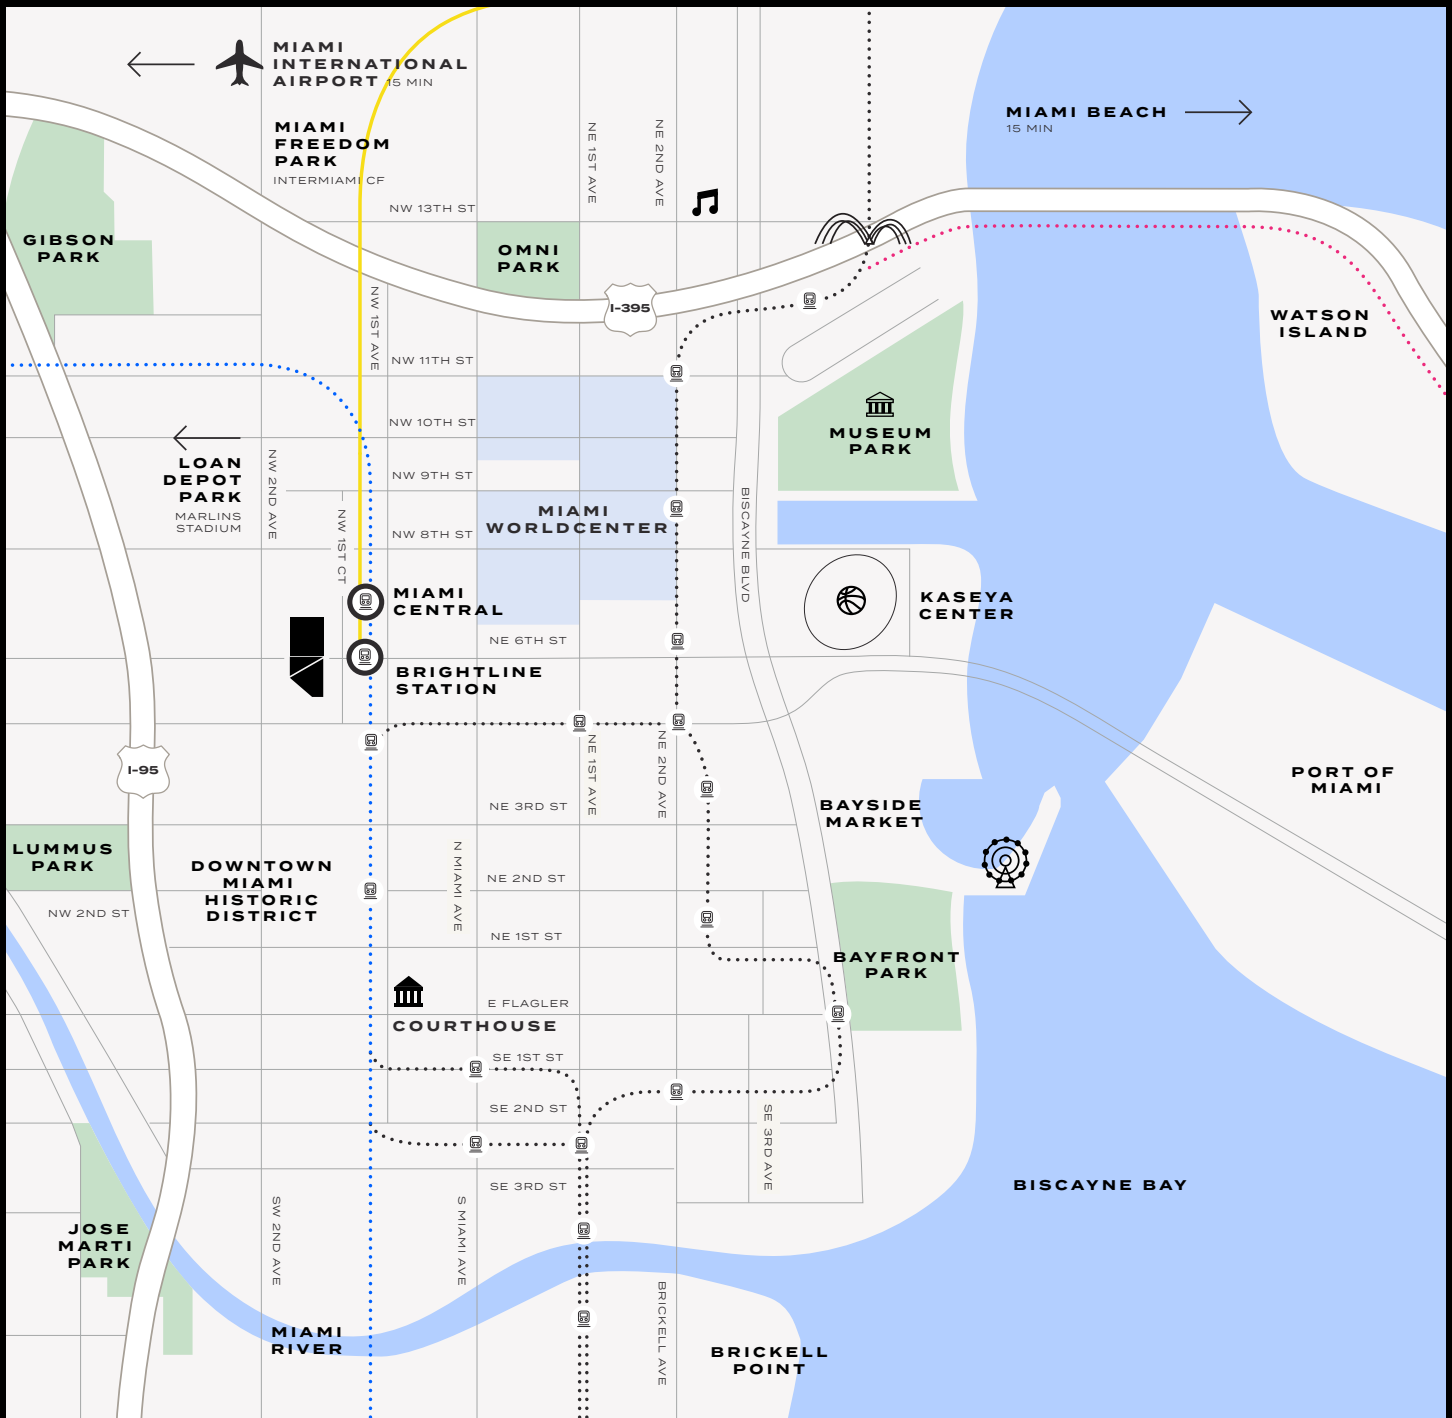 MIAMI
INTERNATIONAL
AIRPORT 15 MIN
MIAMI BEACH
15 MIN
MIAMI
FREEDOM
PARK
INTERMIAMI CF
NE 1ST AVE
NE 2ND AVE
NW 13TH ST
GIBSON
PARK
OMNI
PARK
I-395
NW 1ST AVE
WATSON
ISLAND
NW 11TH ST
NW 10TH ST
MUSEUM
PARK
LOAN
DEPOT
PARK
MARLINS
STADIUM
NW 2ND AVE
NW 9TH ST
MIAMI
WORLDCENTER
NW 1ST CT
NW 8TH ST
BISCAYNE BLVD
MIAMI
CENTRAL
KASEYA
CENTER
NE 6TH ST
BRIGHTLINE
STATION
I-95
NE 1ST AVE
NE 2ND AVE
PORT OF
MIAMI
NE 3RD ST
BAYSIDE
MARKET
LUMMUS
PARK
DOWNTOWN
MIAMI
HISTORIC
DISTRICT
N MIAMI AVE
NE 2ND ST
NW 2ND ST
NE 1ST ST
BAYFRONT
PARK
E FLAGLER
COURTHOUSE
SE 1ST ST
SE 2ND ST
SE 3RD AVE
SE 3RD ST
BISCAYNE BAY
JOSE
MARTI
PARK
SW 2ND AVE
S MIAMI AVE
BRICKELL AVE
MIAMI
RIVER
BRICKELL
POINT